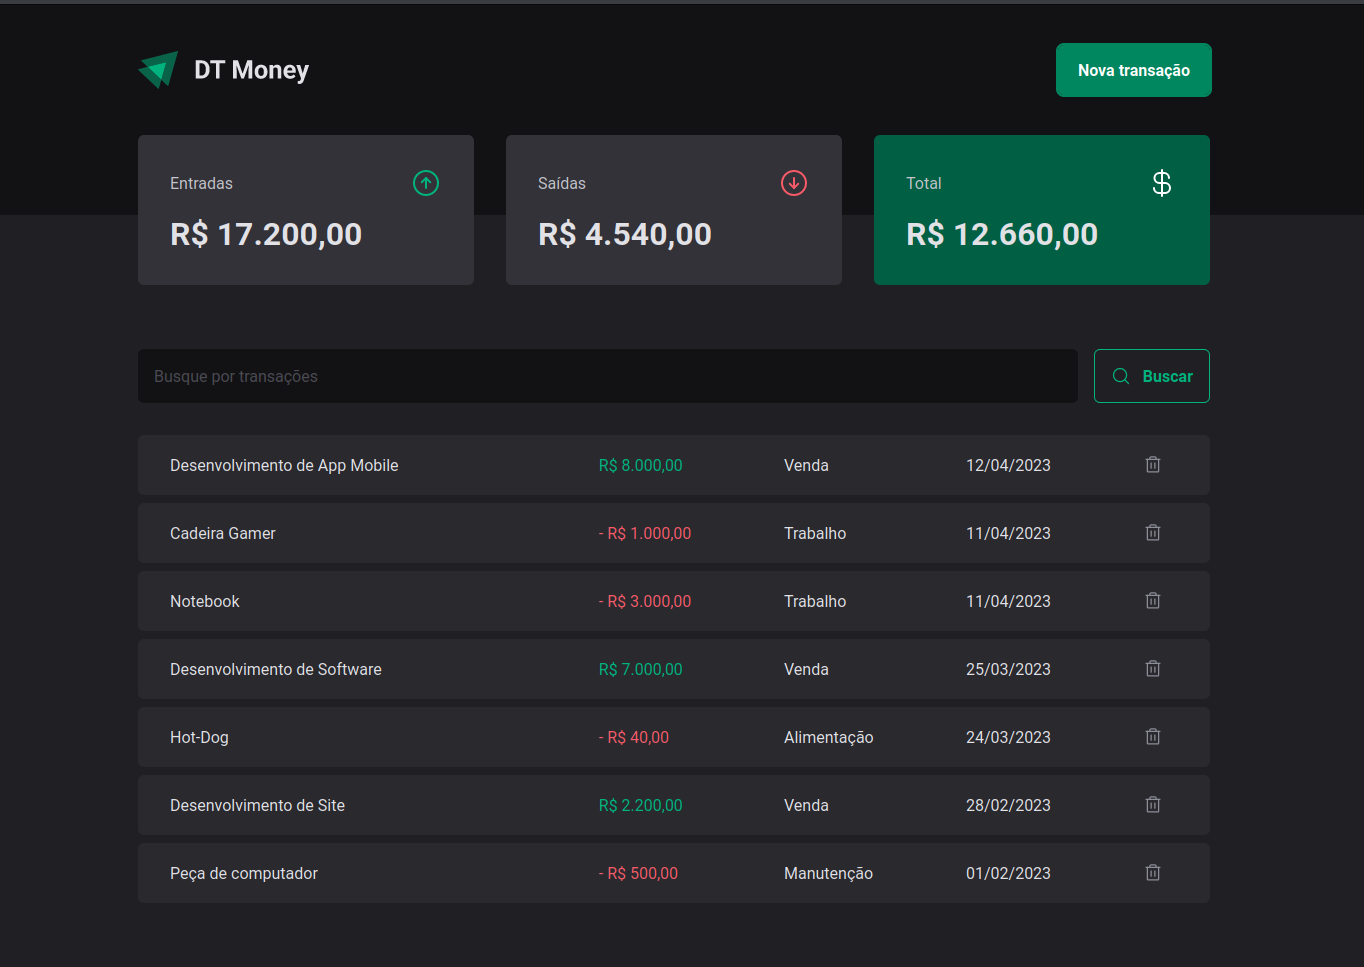 DT Money
Nova transação
Entradas
R$ 17.200,00
Saídas
R$ 4.540,00
Total
$
R$ 12.660,00
Busque por transações
Buscar
Desenvolvimento de App Mobile R$ 8.000,00 Venda 12/04/2023
Cadeira Gamer - R$ 1.000,00 Trabalho 11/04/2023
Notebook - R$ 3.000,00 Trabalho 11/04/2023
Desenvolvimento de Software R$ 7.000,00 Venda 25/03/2023
Hot-Dog - R$ 40,00 Alimentação 24/03/2023
Desenvolvimento de Site R$ 2.200,00 Venda 28/02/2023
Peça de computador - R$ 500,00 Manutenção 01/02/2023